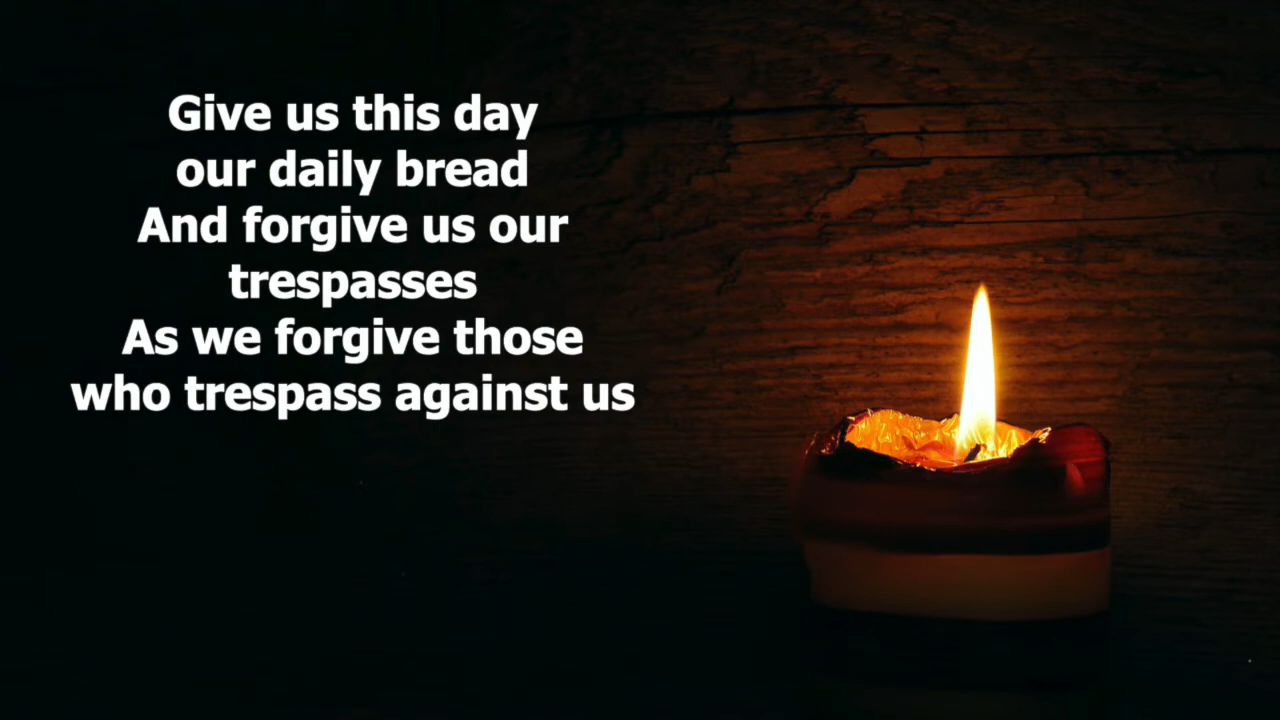 Give us this day
our daily bread
And forgive us our
trespasses
As we forgive those
who trespass against us